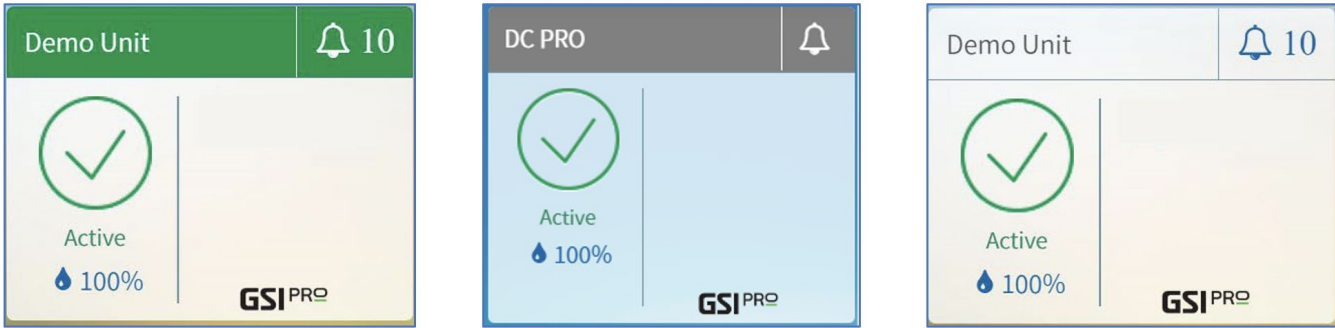 Demo Unit 10
Active
100%
GSI PRO
DC PRO
Active
100%
GSI PRO
Demo Unit 10
Active
100%
GSI PRO